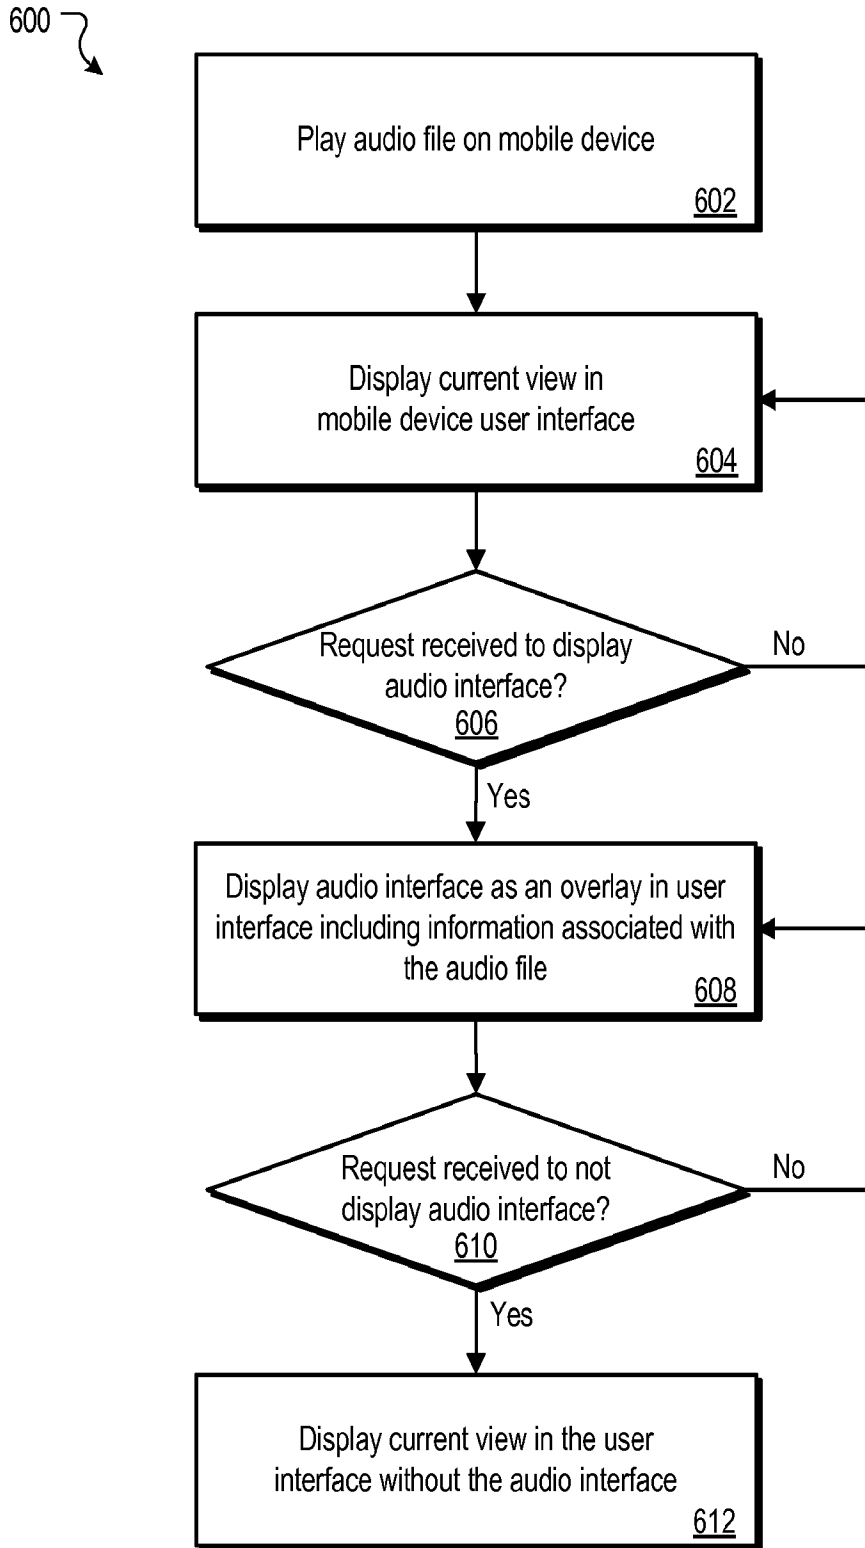 600
Play audio file on mobile device
602
Display current view in
mobile device user interface
604
Request received to display
audio interface?
606
No
Yes
Display audio interface as an overlay in user
interface including information associated with
the audio file
608
Request received to not
display audio interface?
610
No
Yes
Display current view in the user
interface without the audio interface
612